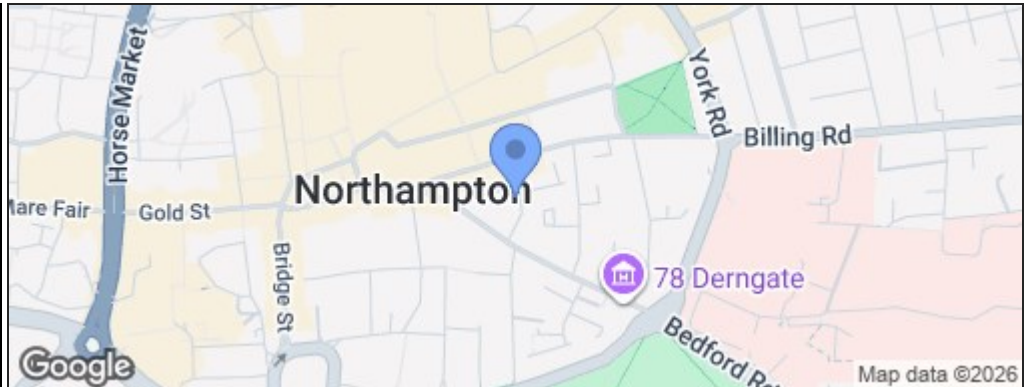 Horse Market
York Rd
Billing Rd
Northampton
Mare Fair
Gold St
Bridge St
78 Derngate
Bedford Rd
Google
Map data ©2026